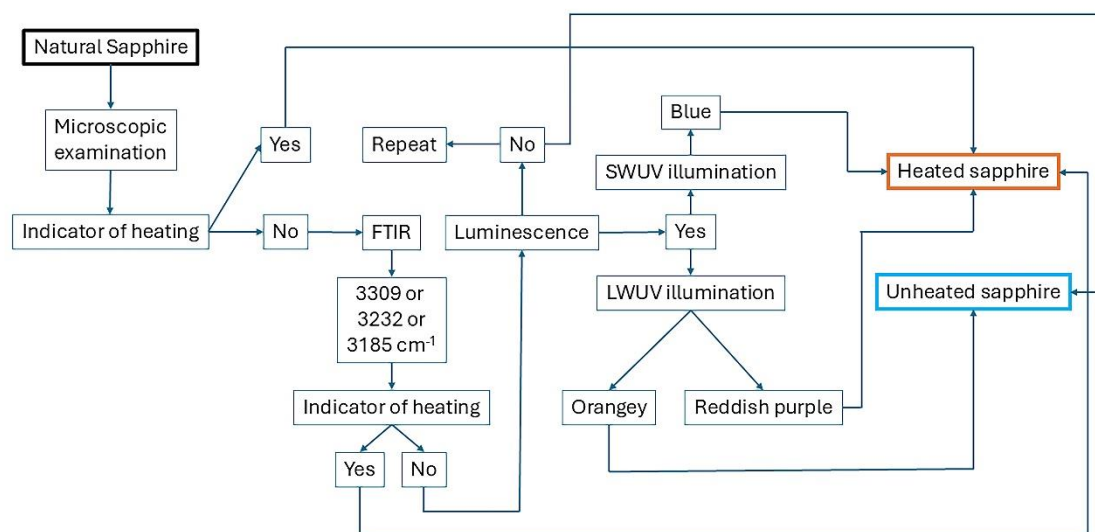 Natural Sapphire
Microscopic
examination
Indicator of heating
Yes
No
FTIR
3309 or
3232 or
3185 cm⁻¹
Indicator of heating
Yes
No
Luminescence
No
Repeat
Yes
SWUV illumination
Blue
LWUV illumination
Orangey
Reddish purple
Heated sapphire
Unheated sapphire